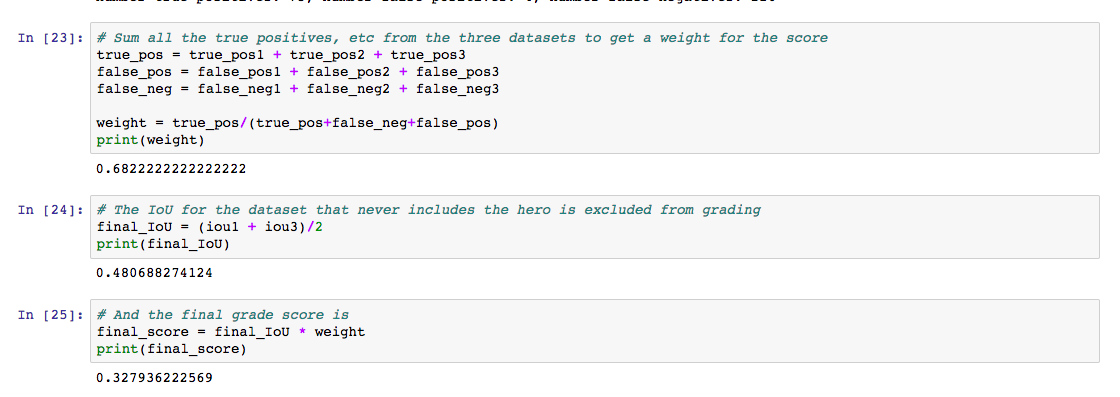 In [23]: # Sum all the true positives, etc from the three datasets to get a weight for the score
true_pos = true_pos1 + true_pos2 + true_pos3
false_pos = false_pos1 + false_pos2 + false_pos3
false_neg = false_neg1 + false_neg2 + false_neg3
weight = true_pos/(true_pos+false_neg+false_pos)
print(weight)
0.6822222222222222
In [24]: # The IoU for the dataset that never includes the hero is excluded from grading
final_IoU = (iou1 + iou3)/2
print(final_IoU)
0.480688274124
In [25]: # And the final grade score is
final_score = final_IoU * weight
print(final_score)
0.327936222569